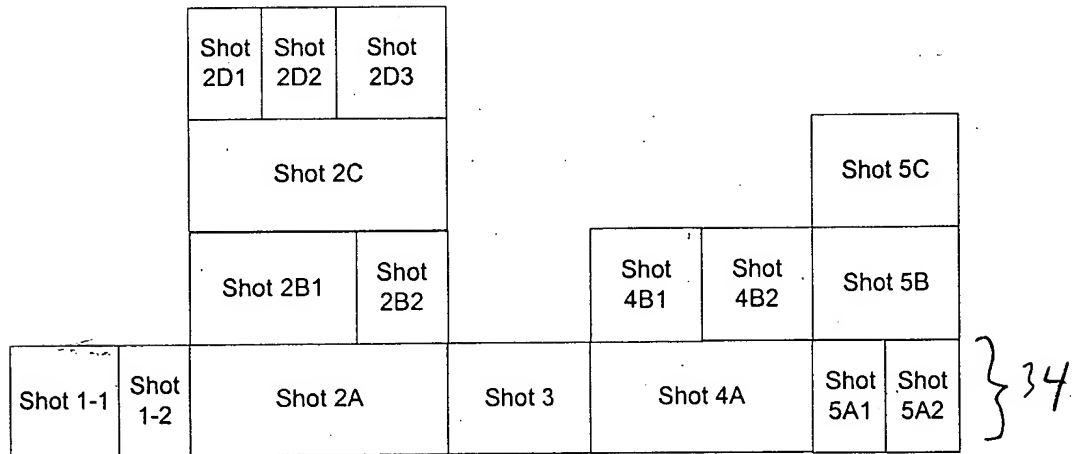 Shot 2D1
Shot 2D2
Shot 2D3
Shot 2C
Shot 5C
Shot 2B1
Shot 2B2
Shot 4B1
Shot 4B2
Shot 5B
Shot 1-1
Shot 1-2
Shot 2A
Shot 3
Shot 4A
Shot 5A1
Shot 5A2
34